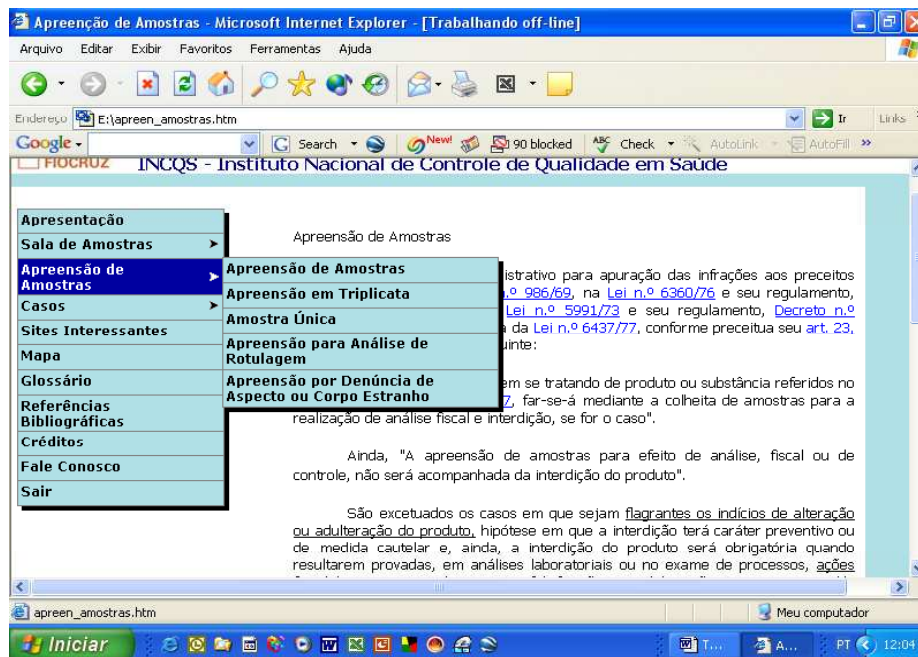 Apreenção de Amostras - Microsoft Internet Explorer - [Trabalhando off-line]
Arquivo Editar Exibir Favoritos Ferramentas Ajuda
Endereço E:\apreen_amostras.htm Ir Links
Google Search New! 90 blocked ABC Check AutoLink AutoFill
FIOCRUZ INCQS - Instituto Nacional de Controle de Qualidade em Saúde
Apresentação
Sala de Amostras
Apreensão de
Amostras
Casos
Sites Interessantes
Mapa
Glossário
Referências
Bibliográficas
Créditos
Fale Conosco
Sair
Apreensão de Amostras
Apreensão em Triplicata
Amostra Única
Apreensão para Análise de
Rotulagem
Apreensão por Denúncia de
Aspecto ou Corpo Estranho
Apreensão de Amostras
istrativo para apuração das infrações aos preceitos
n.º 986/69, na Lei n.º 6360/76 e seu regulamento,
Lei n.º 5991/73 e seu regulamento, Decreto n.º
da Lei n.º 6437/77, conforme preceitua seu art. 23,
uinte:
em se tratando de produto ou substância referidos no
7, far-se-á mediante a colheita de amostras para a
realização de análise fiscal e interdição, se for o caso".
Ainda, "A apreensão de amostras para efeito de análise, fiscal ou de
controle, não será acompanhada da interdição do produto".
São excetuados os casos em que sejam flagrantes os indícios de alteração
ou adulteração do produto, hipótese em que a interdição terá caráter preventivo ou
de medida cautelar e, ainda, a interdição do produto será obrigatória quando
resultarem provadas, em análises laboratoriais ou no exame de processos, ações
apreen_amostras.htm Meu computador
Iniciar T... A... PT 12:04